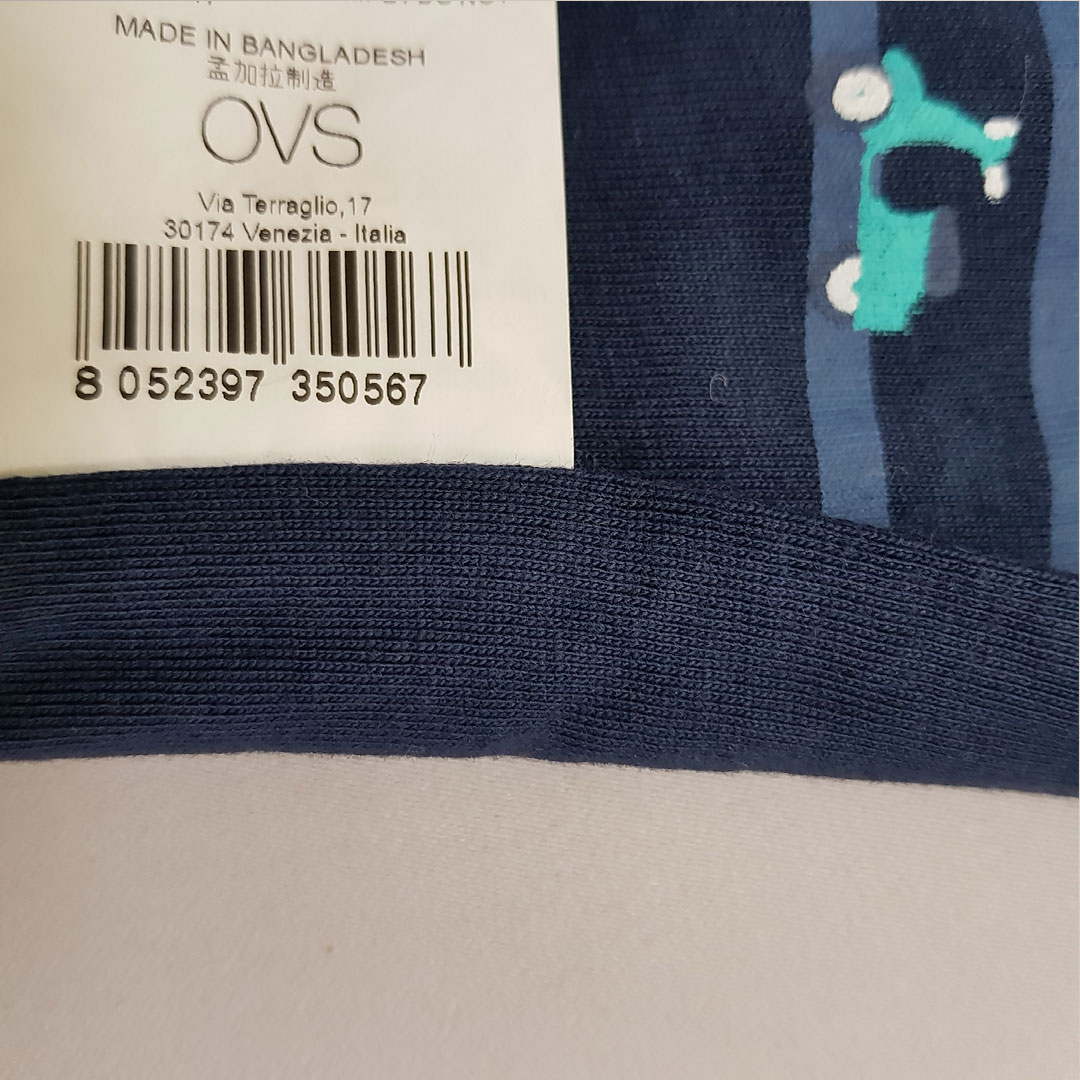 MADE IN BANGLADESH
孟加拉制造
OVS
Via Terraglio,17
30174 Venezia - Italia
8 052397 350567